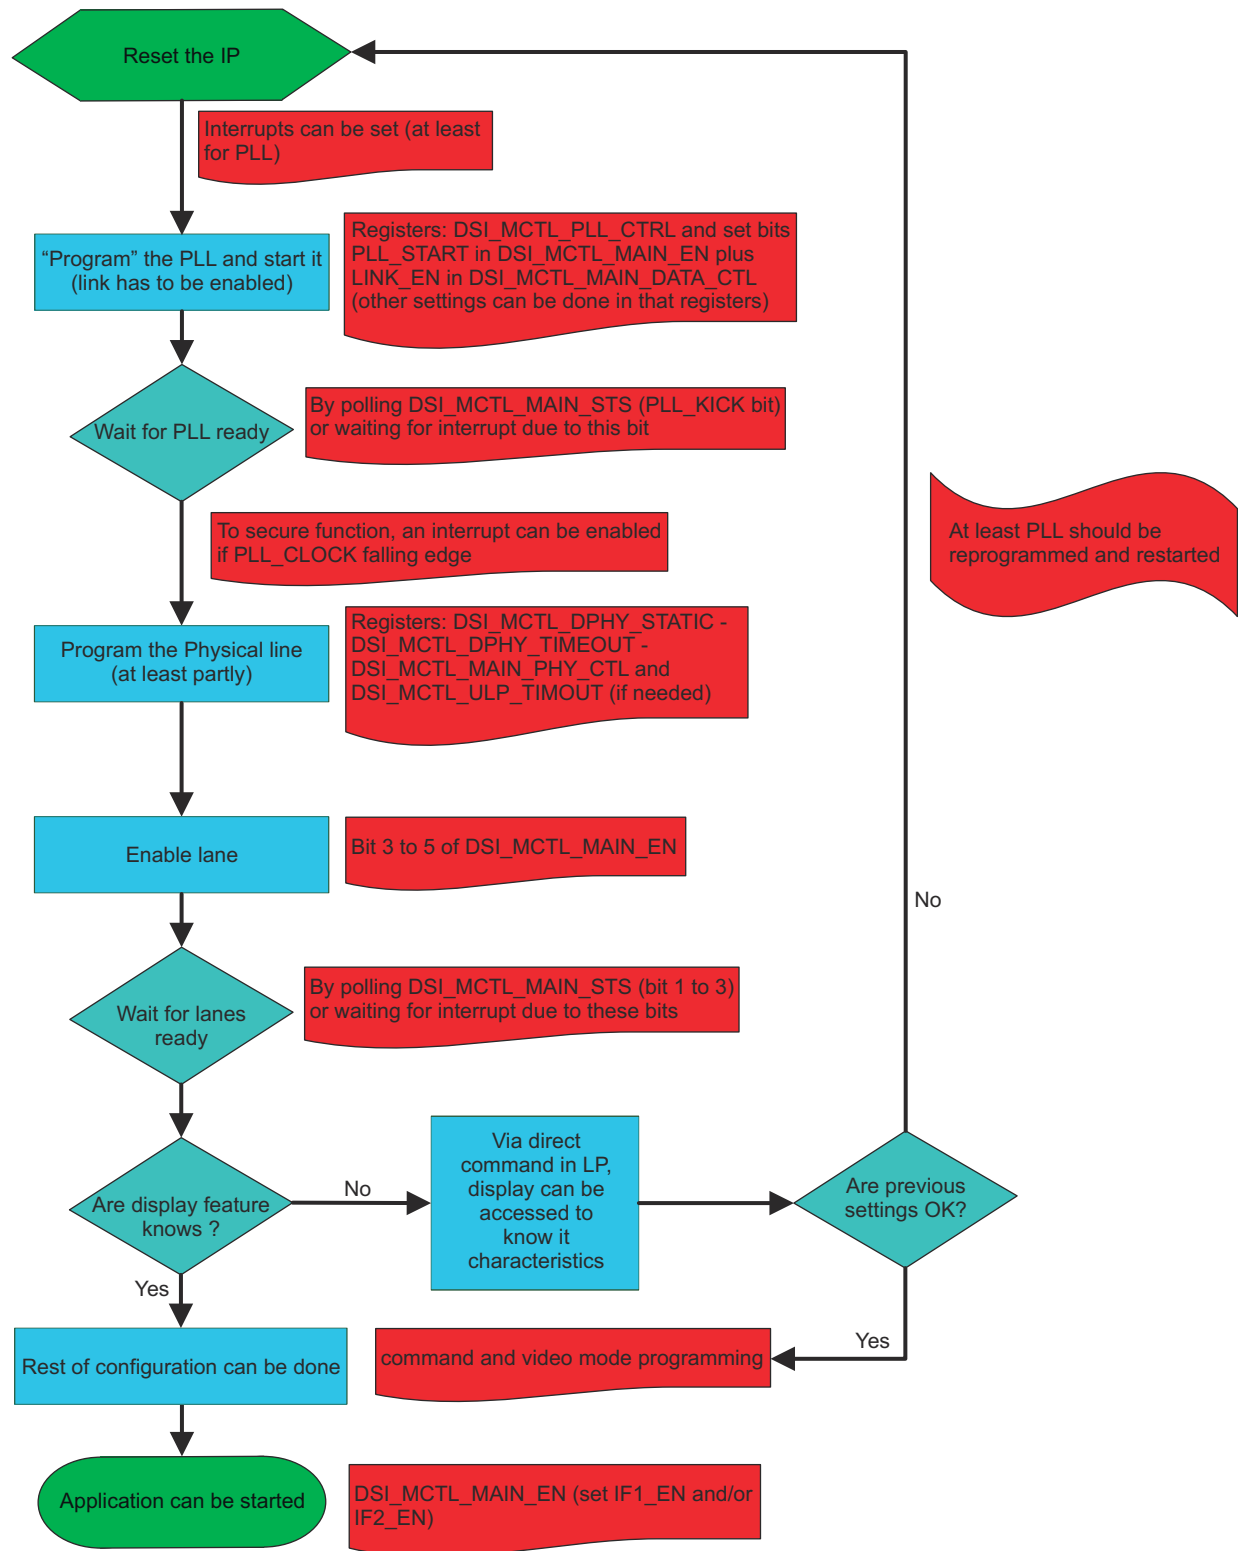 Reset the IP
Interrupts can be set (at least
for PLL)
“Program” the PLL and start it
(link has to be enabled)
Registers: DSI_MCTL_PLL_CTRL and set bits
PLL_START in DSI_MCTL_MAIN_EN plus
LINK_EN in DSI_MCTL_MAIN_DATA_CTL
(other settings can be done in that registers)
Wait for PLL ready
By polling DSI_MCTL_MAIN_STS (PLL_KICK bit)
or waiting for interrupt due to this bit
To secure function, an interrupt can be enabled
if PLL_CLOCK falling edge
At least PLL should be
reprogrammed and restarted
Program the Physical line
(at least partly)
Registers: DSI_MCTL_DPHY_STATIC -
DSI_MCTL_DPHY_TIMEOUT -
DSI_MCTL_MAIN_PHY_CTL and
DSI_MCTL_ULP_TIMOUT (if needed)
Enable lane
Bit 3 to 5 of DSI_MCTL_MAIN_EN
No
Wait for lanes
ready
By polling DSI_MCTL_MAIN_STS (bit 1 to 3)
or waiting for interrupt due to these bits
Are display feature
knows ?
No
Via direct
command in LP,
display can be
accessed to
know it
characteristics
Are previous
settings OK?
Yes
Yes
Rest of configuration can be done
command and video mode programming
Application can be started
DSI_MCTL_MAIN_EN (set IF1_EN and/or
IF2_EN)